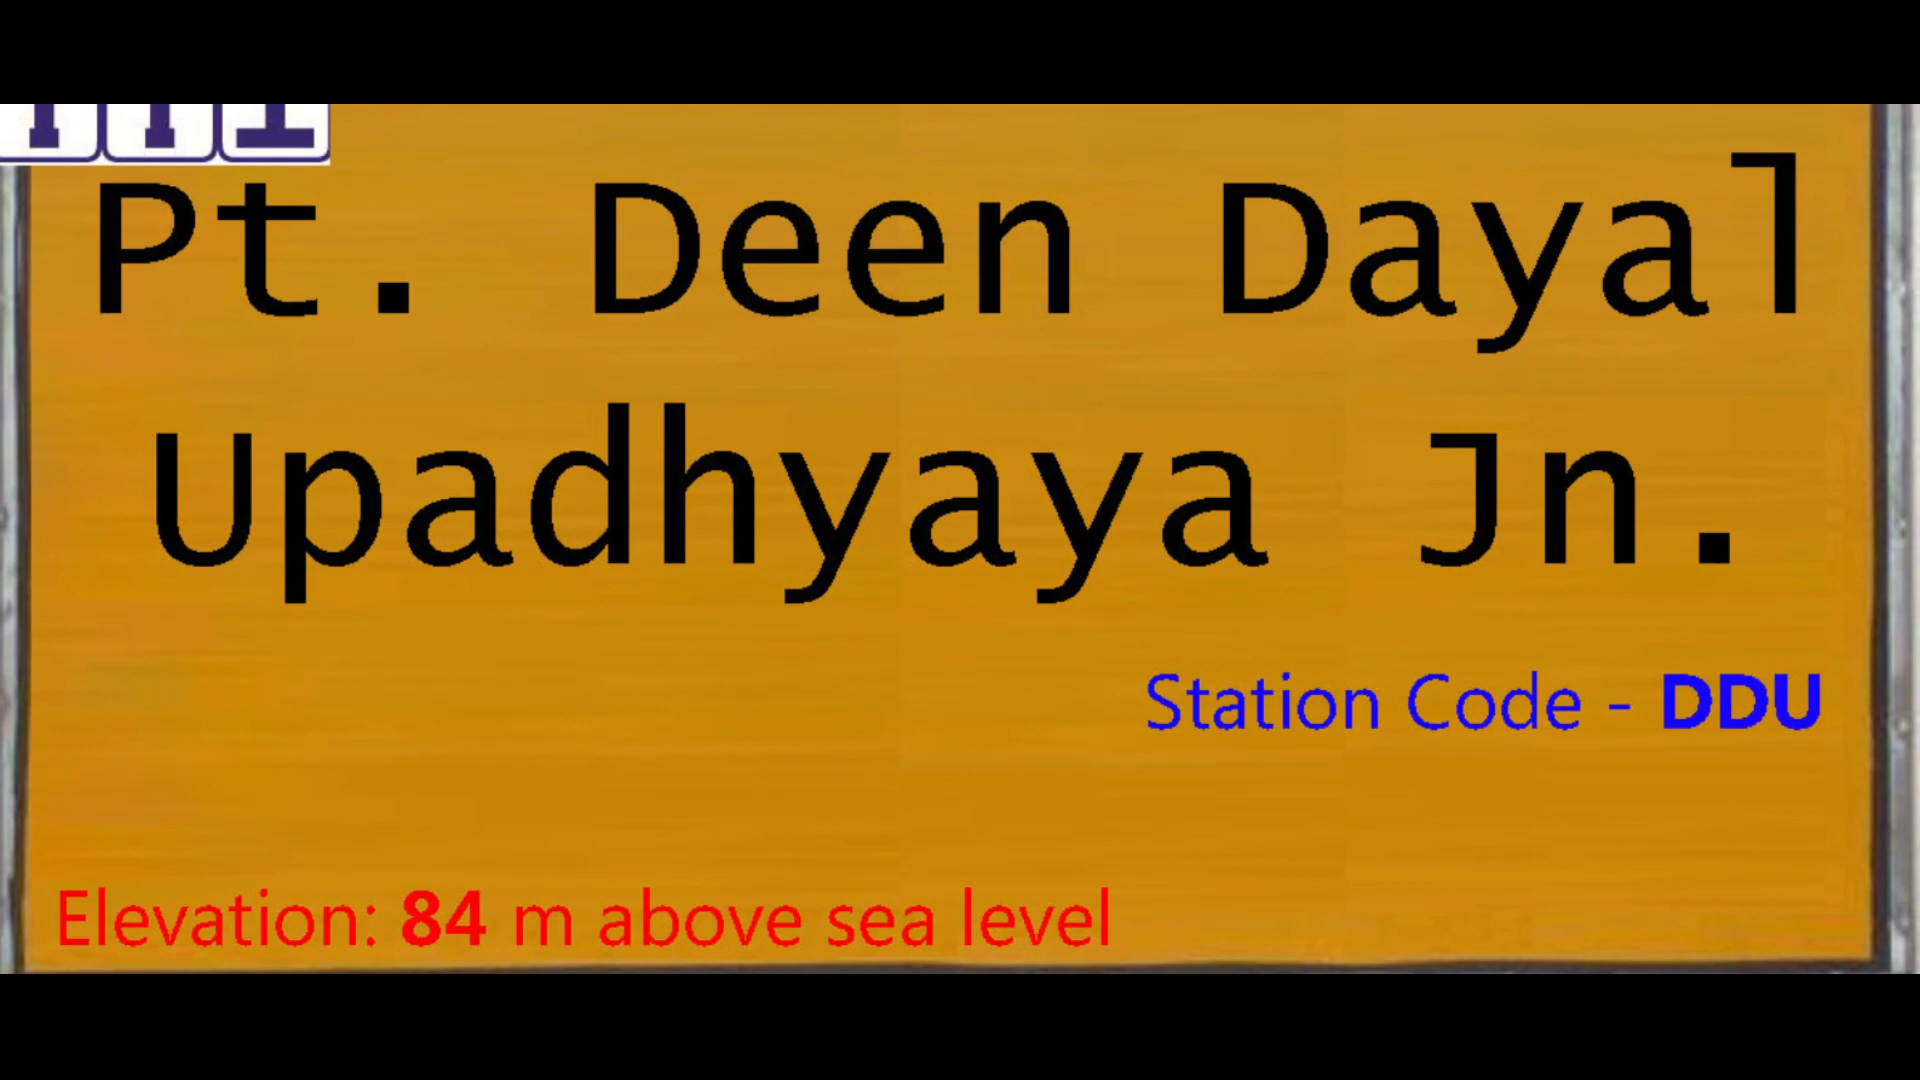 Pt. Deen Dayal
Upadhyaya Jn.
Station Code - DDU
Elevation: 84 m above sea level